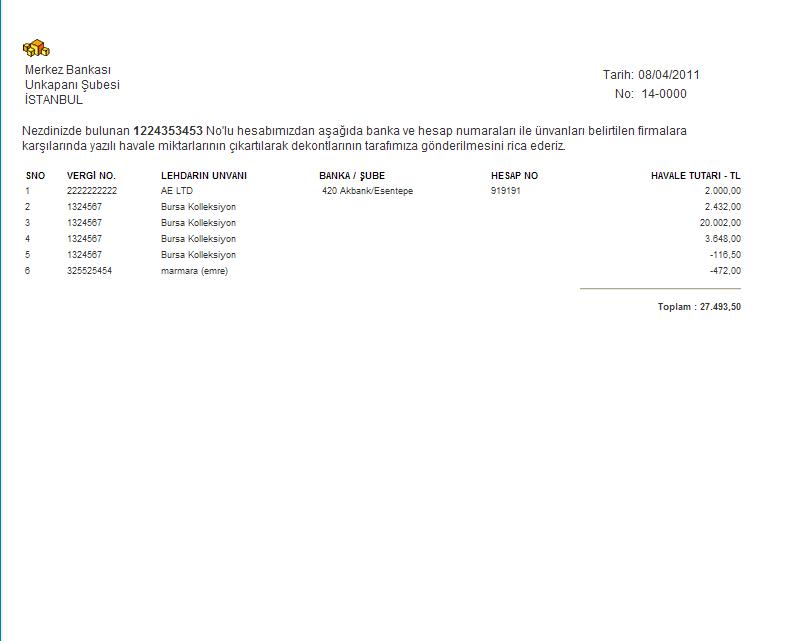 Merkez Bankası
Unkapanı Şubesi
İSTANBUL
Tarih: 08/04/2011
No: 14-0000
Nezdinizde bulunan 1224353453 No'lu hesabımızdan aşağıda banka ve hesap numaraları ile ünvanları belirtilen firmalara
karşılarında yazılı havale miktarlarının çıkartılarak dekontlarının tarafımıza gönderilmesini rica ederiz.
SNO VERGİ NO. LEHDARIN UNVANI BANKA / ŞUBE HESAP NO HAVALE TUTARI - TL
1 2222222222 AE LTD 420 Akbank/Esentepe 919191 2.000,00
2 1324567 Bursa Kolleksiyon 2.432,00
3 1324567 Bursa Kolleksiyon 20.002,00
4 1324567 Bursa Kolleksiyon 3.648,00
5 1324567 Bursa Kolleksiyon -116,50
6 325525454 marmara (emre) -472,00
Toplam : 27.493,50